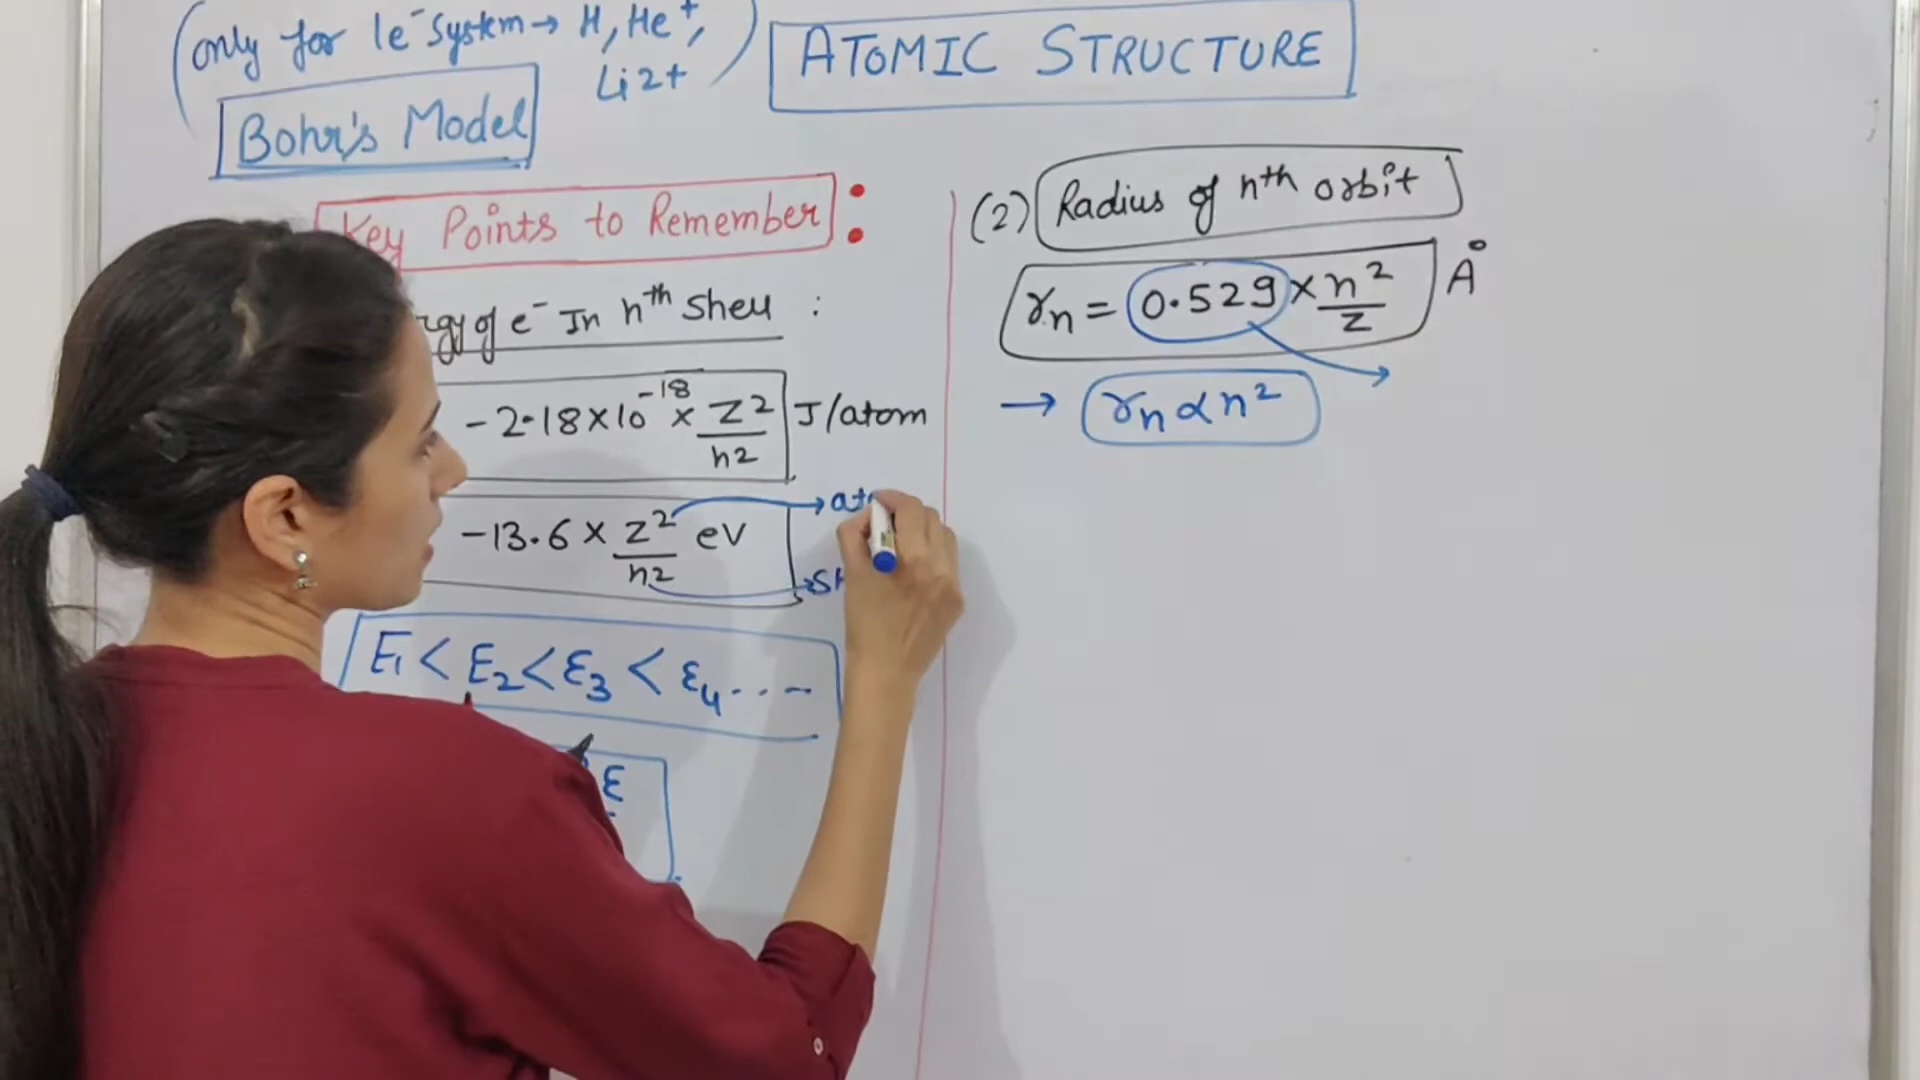 (only for 1e⁻ System → H, He⁺,
Li2+)
ATOMIC STRUCTURE
Bohr's Model
Key Points to Remember :
of e⁻ In nᵗʰ Shell :
-2.18×10⁻¹⁸ × Z²/n² J/atom
-13.6 × Z²/n² eV
E₁ < E₂ < E₃ < E₄ ...-
E
(2) Radius of nᵗʰ orbit
rₙ = 0.529 × n²/Z Å
→ rₙ ∝ n²